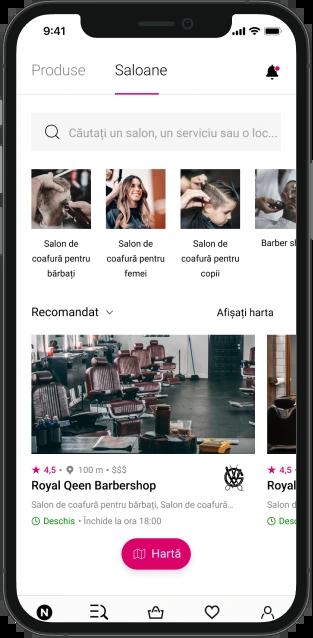 9:41
Produse Saloane
Căutați un salon, un serviciu sau o loc...
Salon de
coafură pentru
bărbați
Salon de
coafură pentru
femei
Salon de
coafură pentru
copii
Barber sh
Recomandat Afișați harta
4,5 • 100 m • $$$
Royal Qeen Barbershop
Salon de coafură pentru bărbați, Salon de coafură...
Deschis • Închide la ora 18:00
4,5 •
Royal
Salon d
Desc
Hartă
N